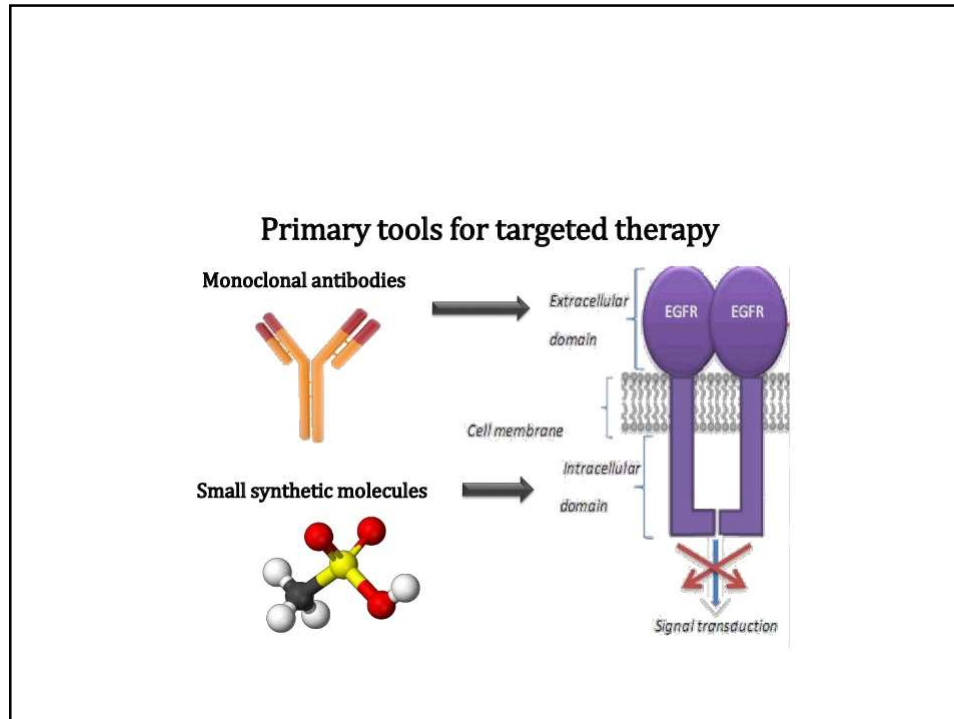 Primary tools for targeted therapy
Monoclonal antibodies
Extracellular
domain
EGFR EGFR
Cell membrane
Intracellular
domain
Small synthetic molecules
Signal transduction